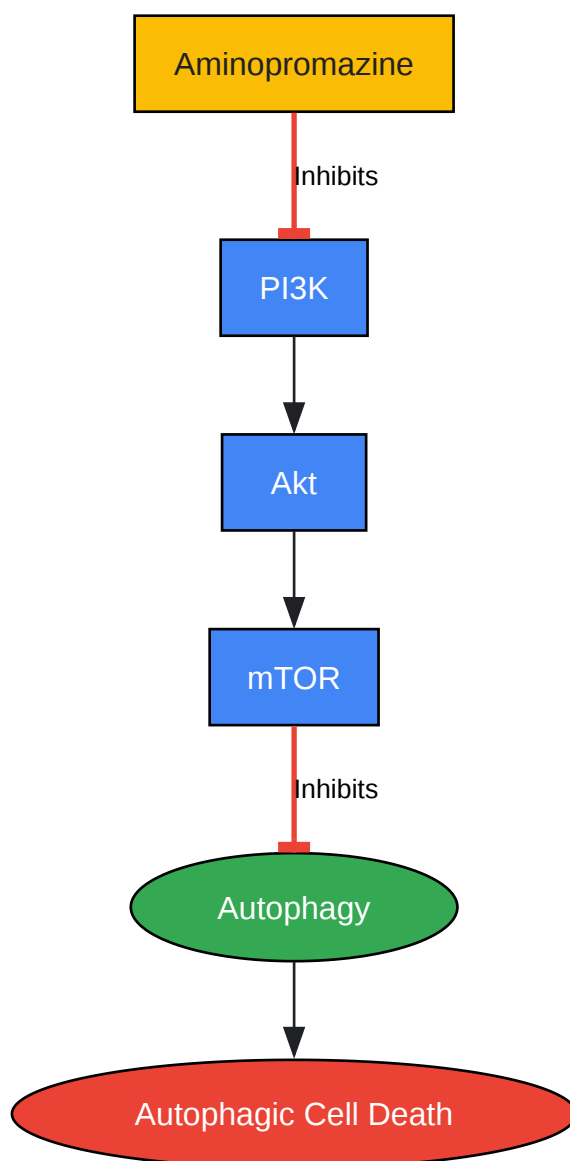 Aminopromazine
Inhibits
PI3K
Akt
mTOR
Inhibits
Autophagy
Autophagic Cell Death